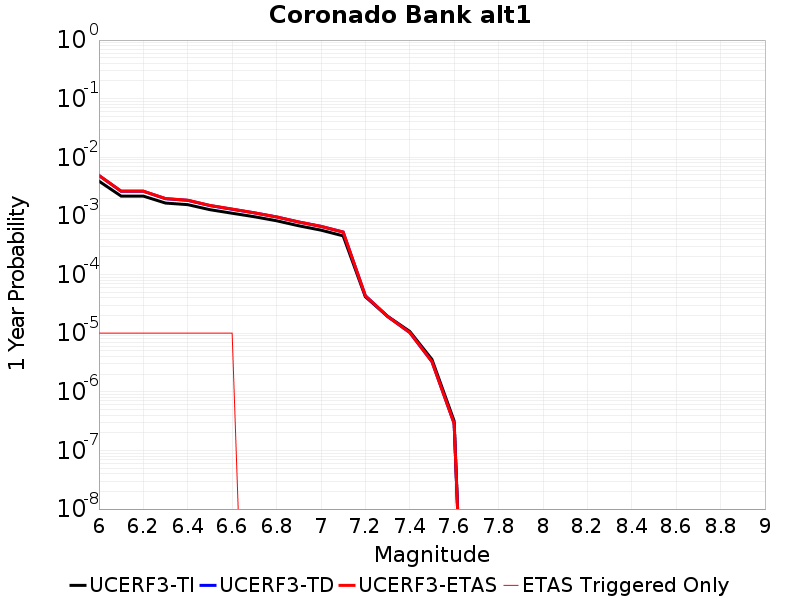 Coronado Bank alt1
10^0
10^-1
10^-2
10^-3
10^-4
10^-5
10^-6
10^-7
10^-8
1 Year Probability
6 6.2 6.4 6.6 6.8 7 7.2 7.4 7.6 7.8 8 8.2 8.4 8.6 8.8 9
Magnitude
UCERF3-TI UCERF3-TD UCERF3-ETAS ETAS Triggered Only